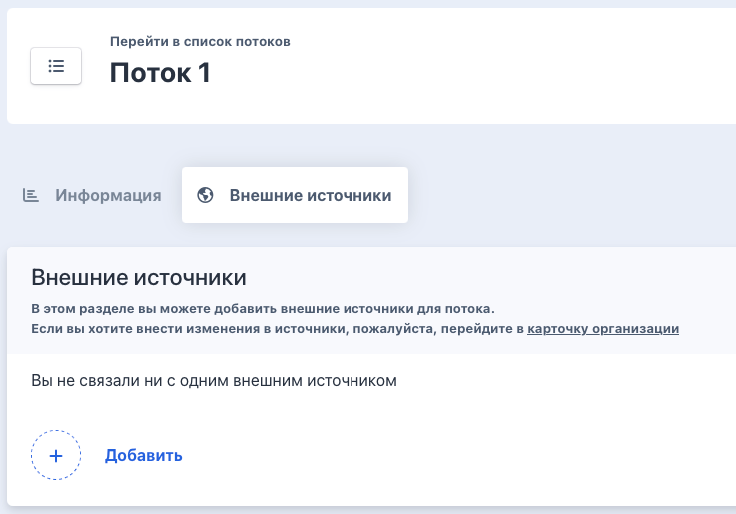 Перейти в список потоков
Поток 1
Информация
Внешние источники
Внешние источники
В этом разделе вы можете добавить внешние источники для потока.
Если вы хотите внести изменения в источники, пожалуйста, перейдите в карточку организации
Вы не связали ни с одним внешним источником
Добавить